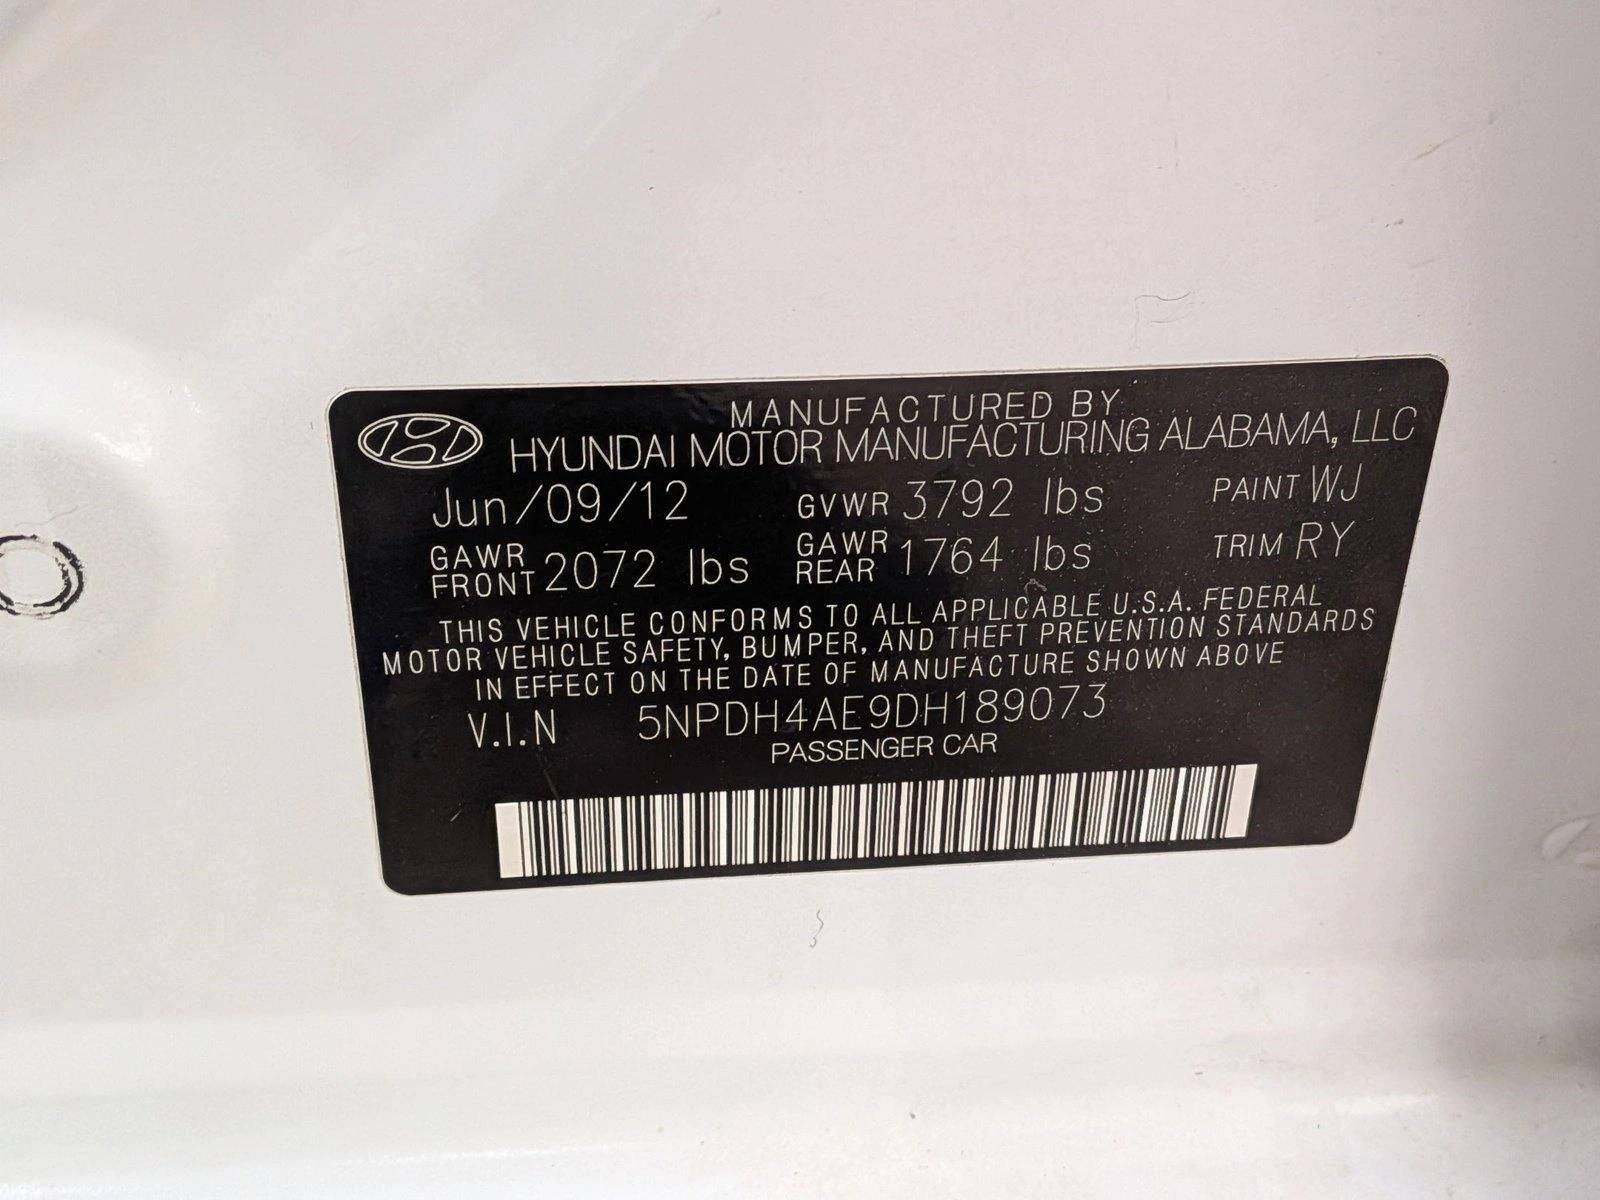 MANUFACTURED BY
HYUNDAI MOTOR MANUFACTURING ALABAMA, LLC
Jun/09/12 GVWR 3792 lbs PAINT WJ
GAWR FRONT 2072 lbs GAWR REAR 1764 lbs TRIM RY
THIS VEHICLE CONFORMS TO ALL APPLICABLE U.S.A. FEDERAL
MOTOR VEHICLE SAFETY, BUMPER, AND THEFT PREVENTION STANDARDS
IN EFFECT ON THE DATE OF MANUFACTURE SHOWN ABOVE
V.I.N 5NPDH4AE9DH189073
PASSENGER CAR